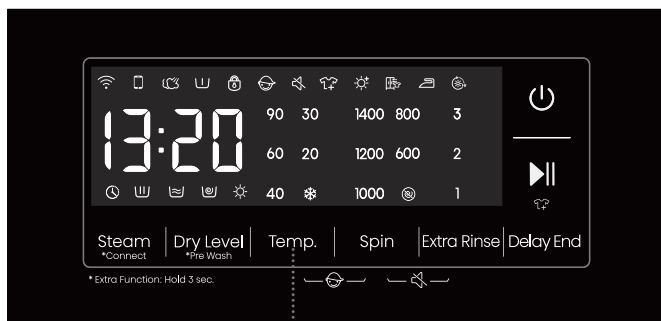 13:20
90 30 1400 800 3
60 20 1200 600 2
40 1000 1
Steam Dry Level Temp. Spin Extra Rinse Delay End
*Connect *Pre Wash
* Extra Function: Hold 3 sec.